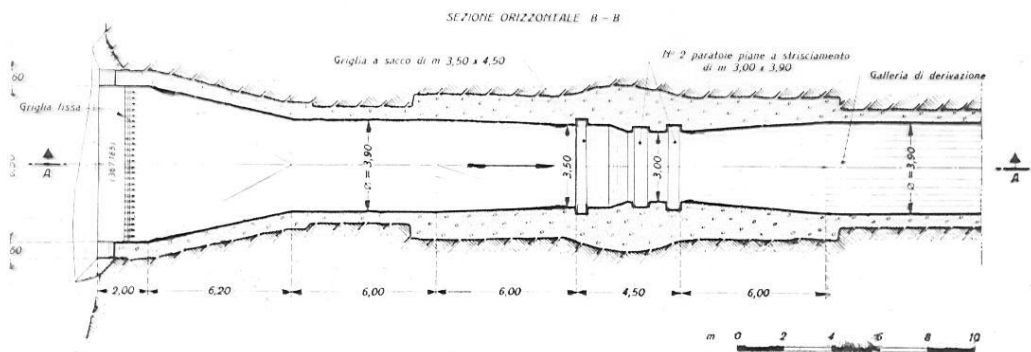 SEZIONE ORIZZONTALE B - B
Griglia a sacco di m 3,50 x 4,50
N° 2 paratoie piane a strisciamento
di m 3,00 x 3,90
Galleria di derivazione
Griglia fissa
60
A
ø = 3,90
3,50
3,00
ø = 3,90
A
60
2,00 6,20 6,00 6,00 4,50 6,00
m 0 2 4 6 8 10